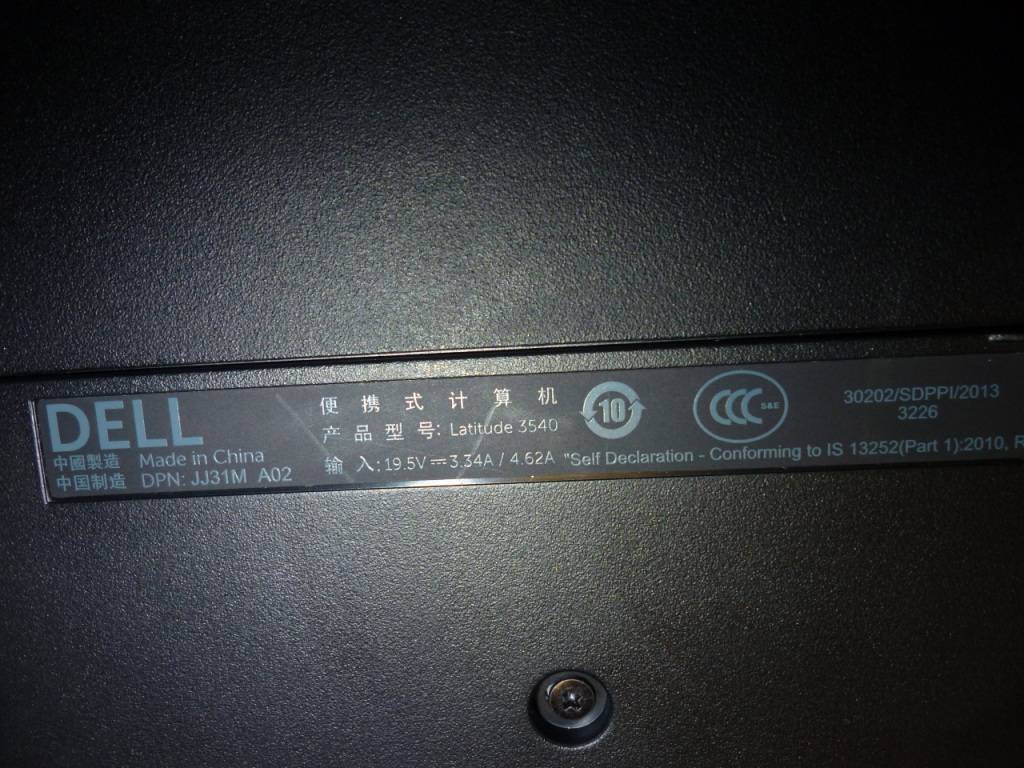 DELL
中國製造 Made in China
中国制造 DPN: JJ31M A02
便携式计算机
产品型号: Latitude 3540
输入: 19.5V⎓3.34A / 4.62A "Self Declaration - Conforming to IS 13252(Part 1):2010, R
10
CCC S&E
30202/SDPPI/2013
3226